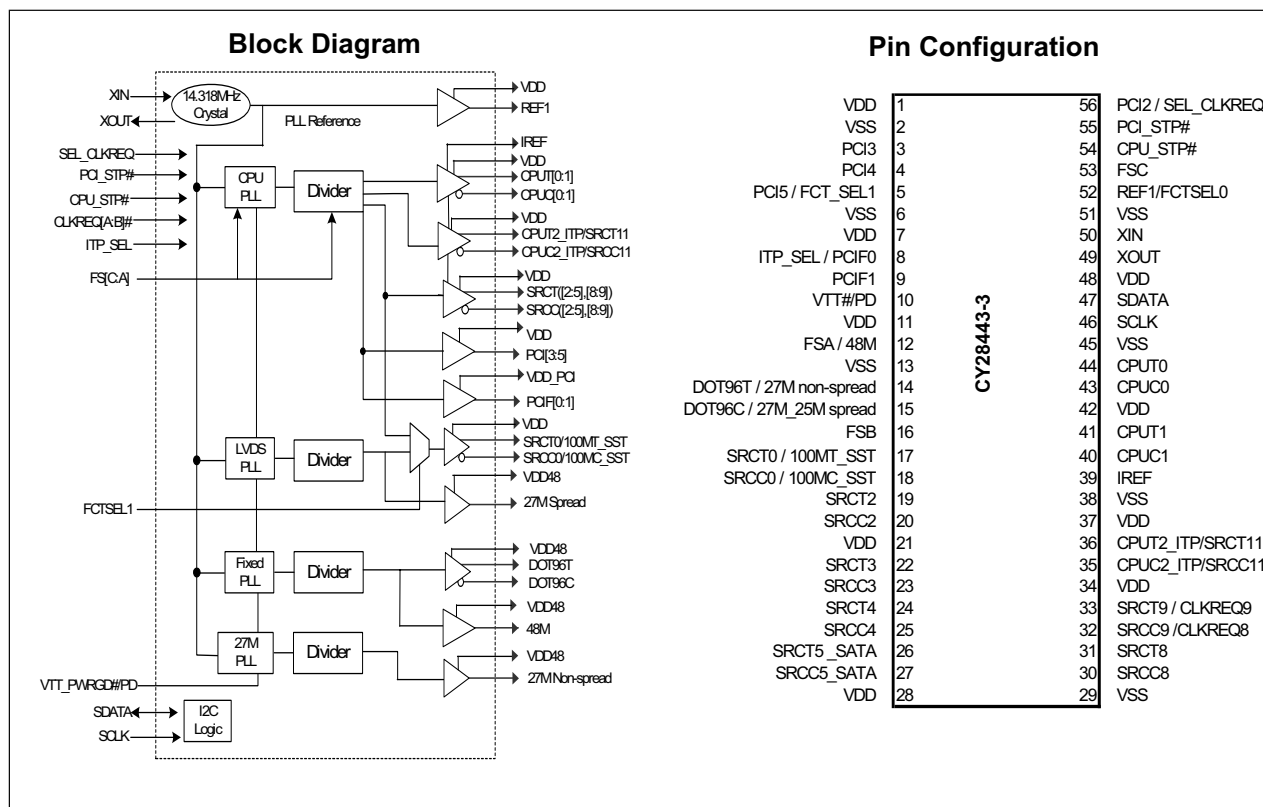 Block Diagram
XIN
XOUT
14.318MHz
Crystal
PLL Reference
SEL_CLKREQ
PCI_STP#
CPU_STP#
CLKREQ[A:B]#
ITP_SEL
FS[C:A]
CPU
PLL
Divider
LVDS
PLL
Divider
FCTSEL1
Fixed
PLL
Divider
27M
PLL
Divider
VTT_PWRGD#/PD
SDATA
SCLK
I2C
Logic
VDD
REF1
IREF
VDD
CPUT[0:1]
CPUC[0:1]
VDD
CPUT2_ITP/SRCT11
CPUC2_ITP/SRCC11
VDD
SRCT([2:5],[8:9])
SRCC([2:5],[8:9])
VDD
PCI[3:5]
VDD_PCI
PCIF[0:1]
VDD
SRCT0/100MT_SST
SRCC0/100MC_SST
VDD48
27M Spread
VDD48
DOT96T
DOT96C
VDD48
48M
VDD48
27M Non-spread
Pin Configuration
CY28443-3
VDD 1 56 PCI2 / SEL_CLKREQ
VSS 2 55 PCI_STP#
PCI3 3 54 CPU_STP#
PCI4 4 53 FSC
PCI5 / FCT_SEL1 5 52 REF1/FCTSEL0
VSS 6 51 VSS
VDD 7 50 XIN
ITP_SEL / PCIF0 8 49 XOUT
PCIF1 9 48 VDD
VTT#/PD 10 47 SDATA
VDD 11 46 SCLK
FSA / 48M 12 45 VSS
VSS 13 44 CPUT0
DOT96T / 27M non-spread 14 43 CPUC0
DOT96C / 27M_25M spread 15 42 VDD
FSB 16 41 CPUT1
SRCT0 / 100MT_SST 17 40 CPUC1
SRCC0 / 100MC_SST 18 39 IREF
SRCT2 19 38 VSS
SRCC2 20 37 VDD
VDD 21 36 CPUT2_ITP/SRCT11
SRCT3 22 35 CPUC2_ITP/SRCC11
SRCC3 23 34 VDD
SRCT4 24 33 SRCT9 / CLKREQ9
SRCC4 25 32 SRCC9 /CLKREQ8
SRCT5_SATA 26 31 SRCT8
SRCC5_SATA 27 30 SRCC8
VDD 28 29 VSS